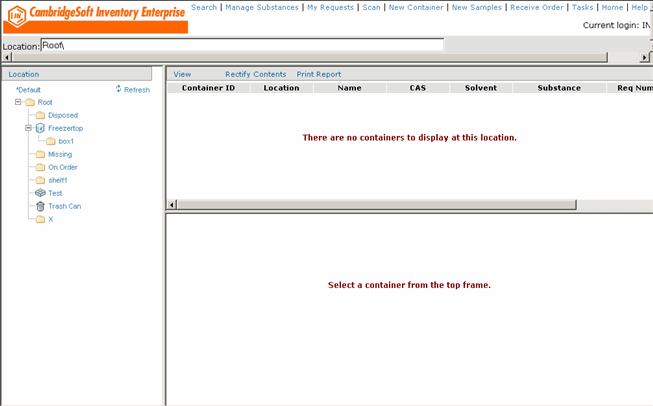 INV CambridgeSoft Inventory Enterprise
Search | Manage Substances | My Requests | Scan | New Container | New Samples | Receive Order | Tasks | Home | Help
Current login: IN
Location: Root\
Location
*Default Refresh
Root
Disposed
Freezertop
box1
Missing
On Order
shelf1
Test
Trash Can
X
View Rectify Contents Print Report
Container ID Location Name CAS Solvent Substance Req Num
There are no containers to display at this location.
Select a container from the top frame.